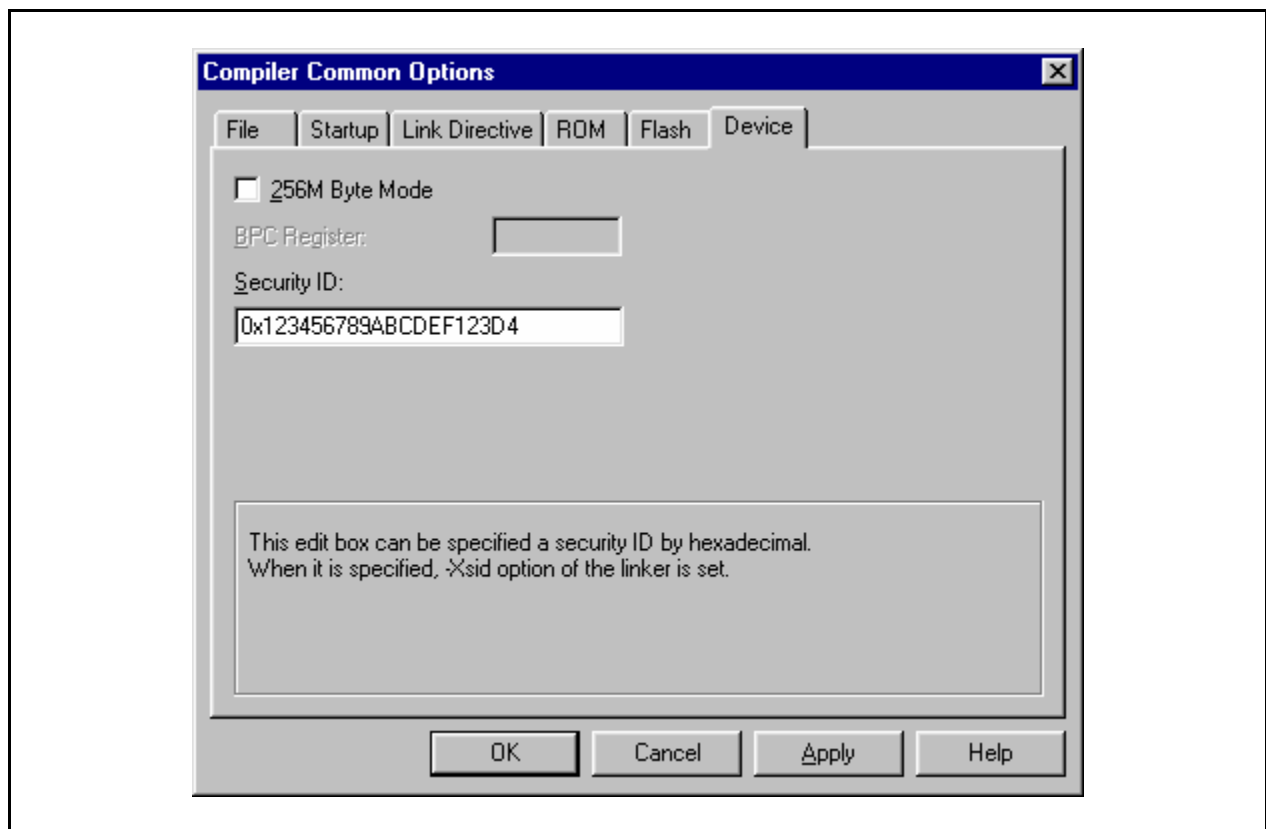 Compiler Common Options
File Startup Link Directive ROM Flash Device
256M Byte Mode
BPC Register:
Security ID:
0x123456789ABCDEF123D4
This edit box can be specified a security ID by hexadecimal.
When it is specified, -Xsid option of the linker is set.
OK Cancel Apply Help